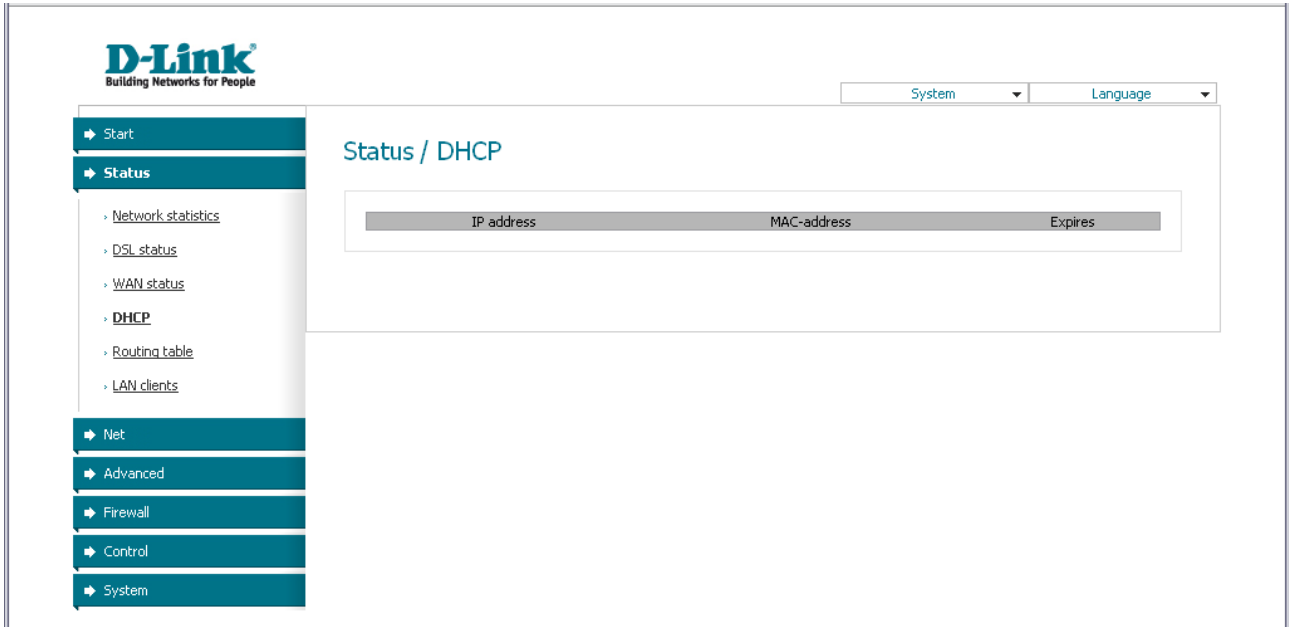 D-Link
Building Networks for People
System
Language
Start
Status
Network statistics
DSL status
WAN status
DHCP
Routing table
LAN clients
Net
Advanced
Firewall
Control
System
Status / DHCP
IP address MAC-address Expires